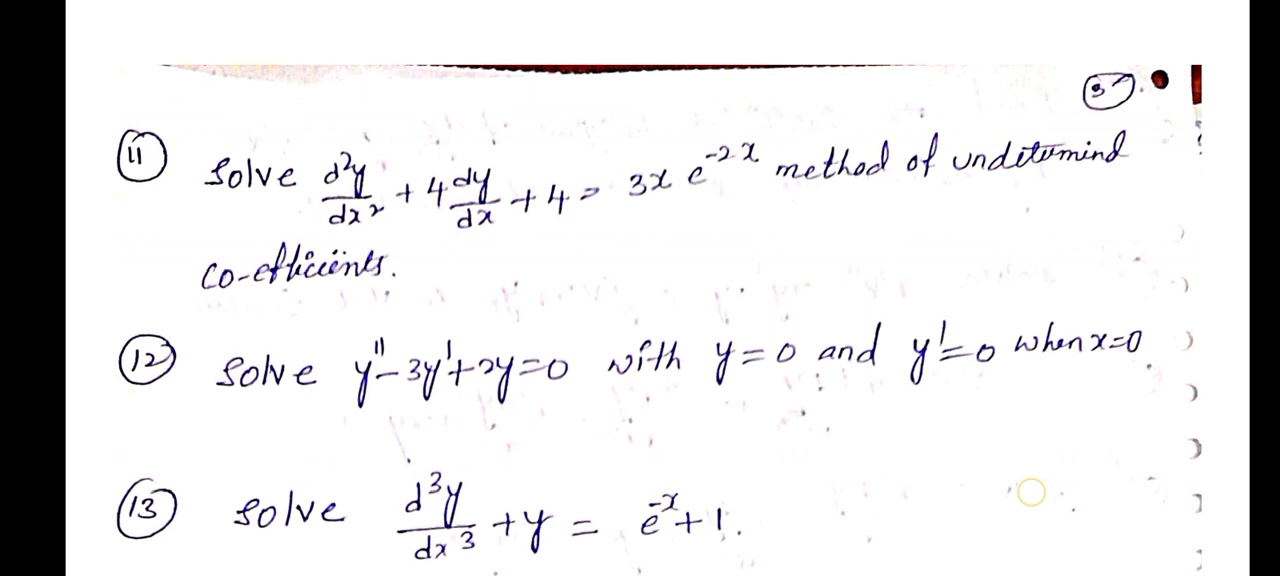 3
11 Solve d²y/dx² + 4 dy/dx + 4 = 3x e^-2x method of unditumind
co-efficients.
12 Solve y'' - 3y' + 2y = 0 with y = 0 and y' = 0 when x=0
13 Solve d³y/dx³ + y = e^-x + 1.